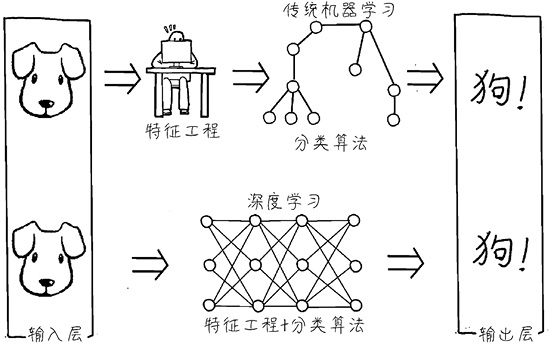 传统机器学习
狗!
特征工程
分类算法
深度学习
狗!
特征工程+分类算法
输入层
输出层